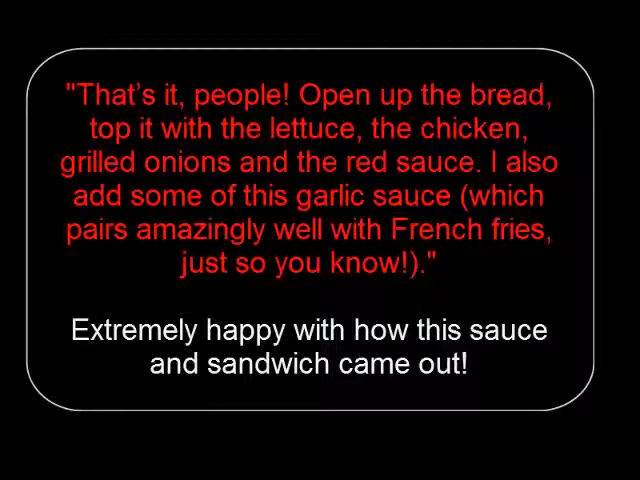 "That’s it, people! Open up the bread,
top it with the lettuce, the chicken,
grilled onions and the red sauce. I also
add some of this garlic sauce (which
pairs amazingly well with French fries,
just so you know!)."
Extremely happy with how this sauce
and sandwich came out!